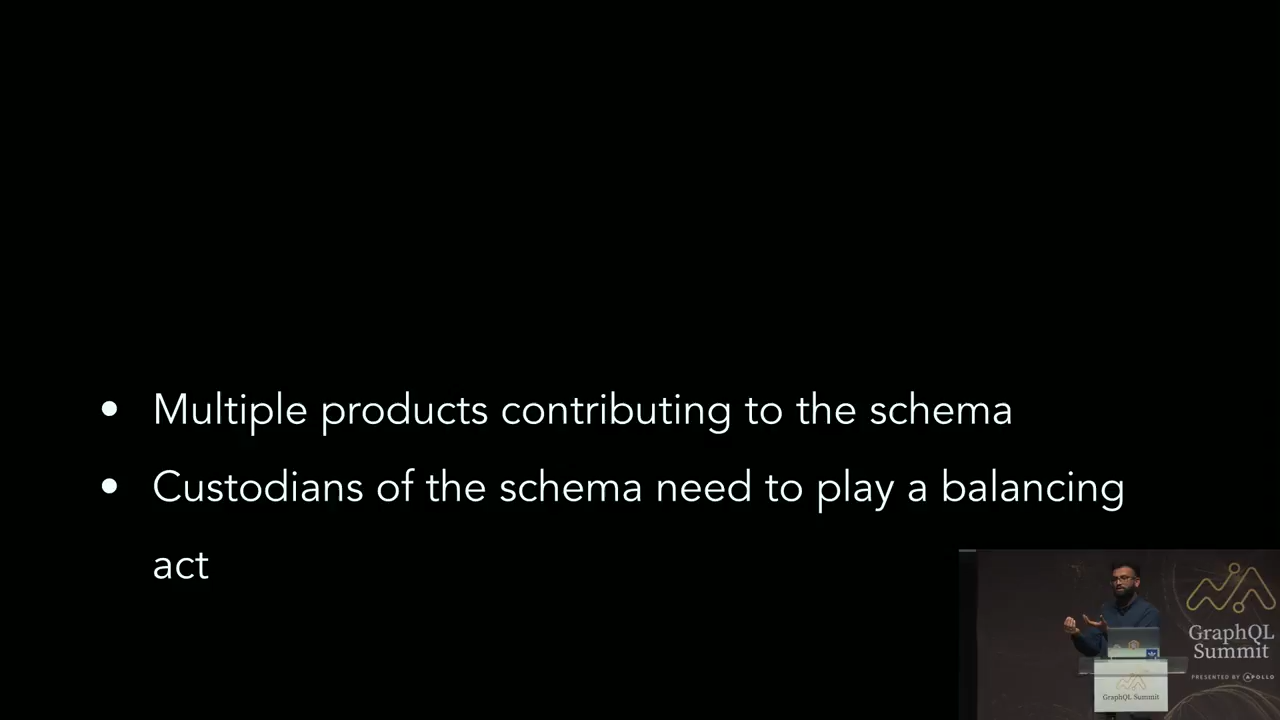 • Multiple products contributing to the schema
• Custodians of the schema need to play a balancing
act
GraphQL
Summit
PRESENTED BY APOLLO
GraphQL Summit